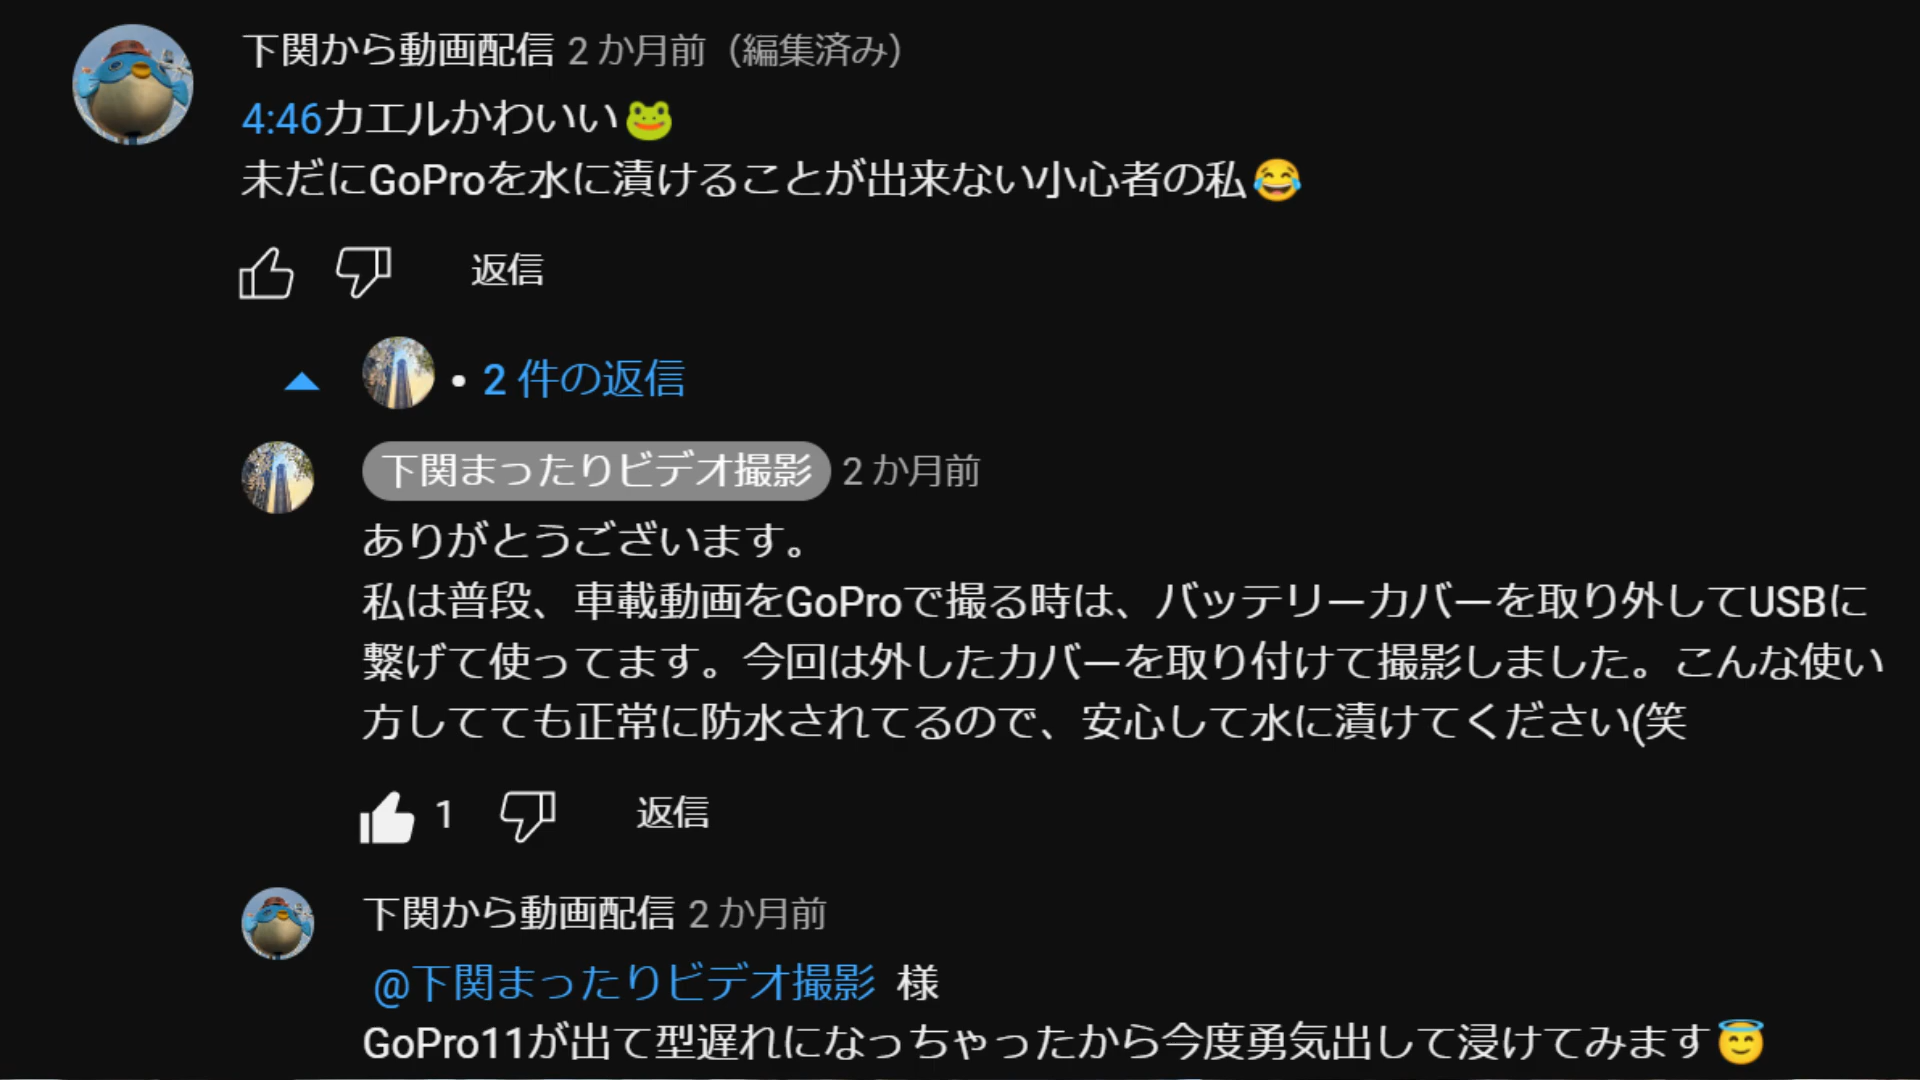 下関から動画配信 2 か月前（編集済み）
4:46カエルかわいい🐸
未だにGoProを水に漬けることが出来ない小心者の私😂
返信
• 2 件の返信
下関まったりビデオ撮影 2 か月前
ありがとうございます。
私は普段、車載動画をGoProで撮る時は、バッテリーカバーを取り外してUSBに
繋げて使ってます。今回は外したカバーを取り付けて撮影しました。こんな使い
方してても正常に防水されてるので、安心して水に漬けてください(笑
1 返信
下関から動画配信 2 か月前
@下関まったりビデオ撮影 様
GoPro11が出て型遅れになっちゃったから今度勇気出して浸けてみます😇